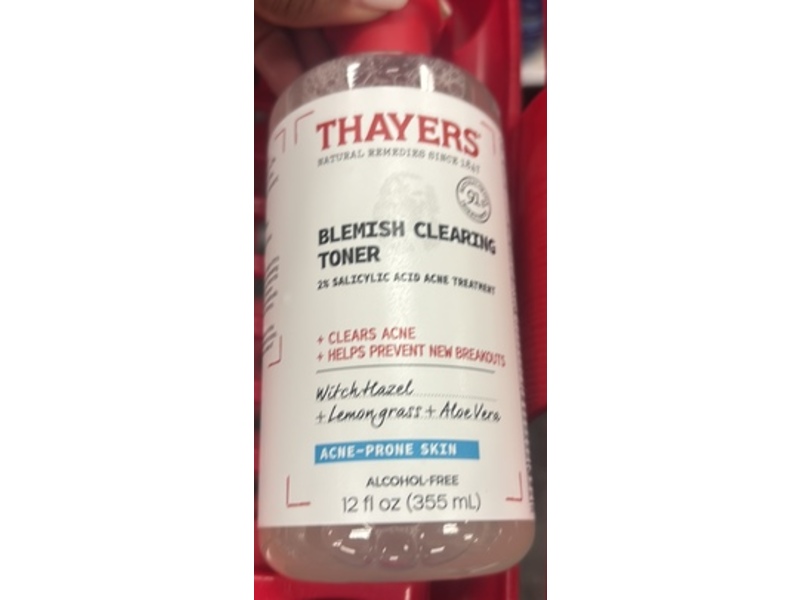 THAYERS
NATURAL REMEDIES SINCE 1847
91%
BLEMISH CLEARING
TONER
2% SALICYLIC ACID ACNE TREATMENT
+ CLEARS ACNE
+ HELPS PREVENT NEW BREAKOUTS
Witch Hazel
+ Lemongrass + Aloe Vera
ACNE-PRONE SKIN
ALCOHOL-FREE
12 fl oz (355 mL)